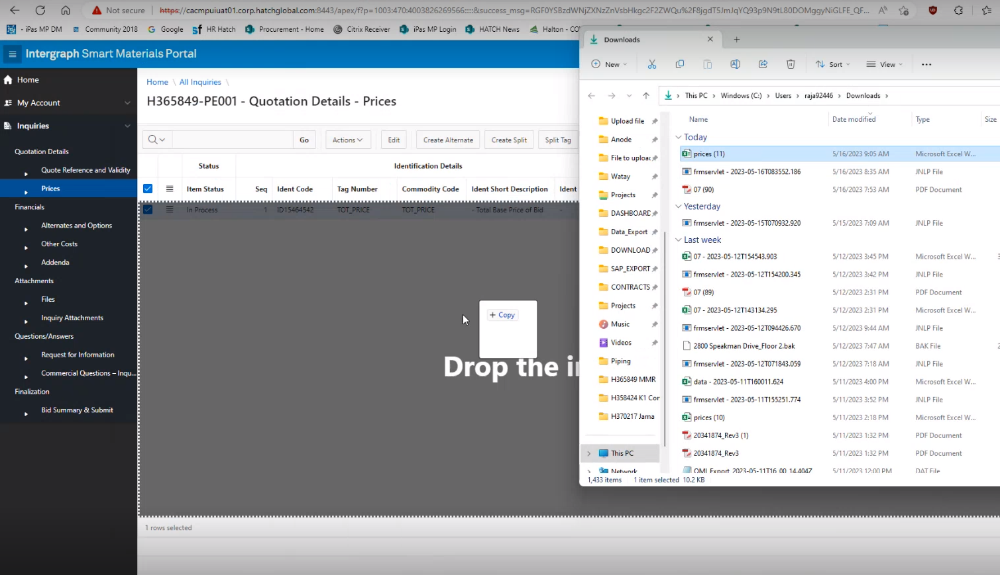 Not secure
https://cacmpuiuat01.corp.hatchglobal.com:8443/apex/f?p=1003:470:4003826269566:::::&success_msg=RGF0YSBzdWNjZXNzZnVsbHkgc2F2ZWQu%2F8jgdT5JmJqYQ93p9N9tL80DOMggyNiGLFE_QF...
- iPas MP DM
Community 2018
Google
HR Hatch
Procurement - Home
Citrix Receiver
iPas MP Login
HATCH News
Halton - CO
Intergraph Smart Materials Portal
Home
My Account
Inquiries
Quotation Details
Quote Reference and Validity
Prices
Financials
Alternates and Options
Other Costs
Addenda
Attachments
Files
Inquiry Attachments
Questions/Answers
Request for Information
Commercial Questions – Inqu...
Finalization
Bid Summary & Submit
Home \ All Inquiries \
H365849-PE001 - Quotation Details - Prices
Go
Actions
Edit
Create Alternate
Create Split
Split Tag
Status
Identification Details
Item Status
Seq
Ident Code
Tag Number
Commodity Code
Ident Short Description
Ident
In Process
1
ID15464542
TOT_PRICE
TOT_PRICE
- Total Base Price of Bid
-
+ Copy
Drop the i
1 rows selected
Downloads
New
Sort
View
This PC > Windows (C:) > Users > raja92446 > Downloads >
Upload file
Anode
File to upload
Watay
Projects
DASHBOARD
Data_Export
DOWNLOAD
SAP_EXPORT
CONTRACTS
Projects
Music
Videos
Piping
H365849 MMR
H358424 K1 Cor
H370217 Jama
This PC
Network
Name Date modified Type Size
Today
prices (11) 5/16/2023 9:05 AM Microsoft Excel W...
frmservlet - 2023-05-16T083552.186 5/16/2023 8:35 AM JNLP File
07 (90) 5/16/2023 7:53 AM PDF Document
Yesterday
frmservlet - 2023-05-15T070932.920 5/15/2023 7:09 AM JNLP File
Last week
07 - 2023-05-12T154543.903 5/12/2023 3:45 PM Microsoft Excel W...
frmservlet - 2023-05-12T154200.345 5/12/2023 3:42 PM JNLP File
07 (89) 5/12/2023 2:31 PM PDF Document
07 - 2023-05-12T143134.295 5/12/2023 2:31 PM Microsoft Excel W...
frmservlet - 2023-05-12T094426.670 5/12/2023 9:44 AM JNLP File
2800 Speakman Drive_Floor 2.bak 5/12/2023 7:47 AM BAK File
frmservlet - 2023-05-12T071843.059 5/12/2023 7:18 AM JNLP File
data - 2023-05-11T160011.624 5/11/2023 4:00 PM Microsoft Excel W...
frmservlet - 2023-05-11T155251.774 5/11/2023 3:52 PM JNLP File
prices (10) 5/11/2023 2:18 PM Microsoft Excel W...
20341874_Rev3 (1) 5/11/2023 1:32 PM PDF Document
20341874_Rev3 5/11/2023 1:32 PM PDF Document
OMI_Export_2023-05-11T16_00_14.404Z 5/11/2023 12:00 PM DAT File
1,433 items 1 item selected 10.2 KB